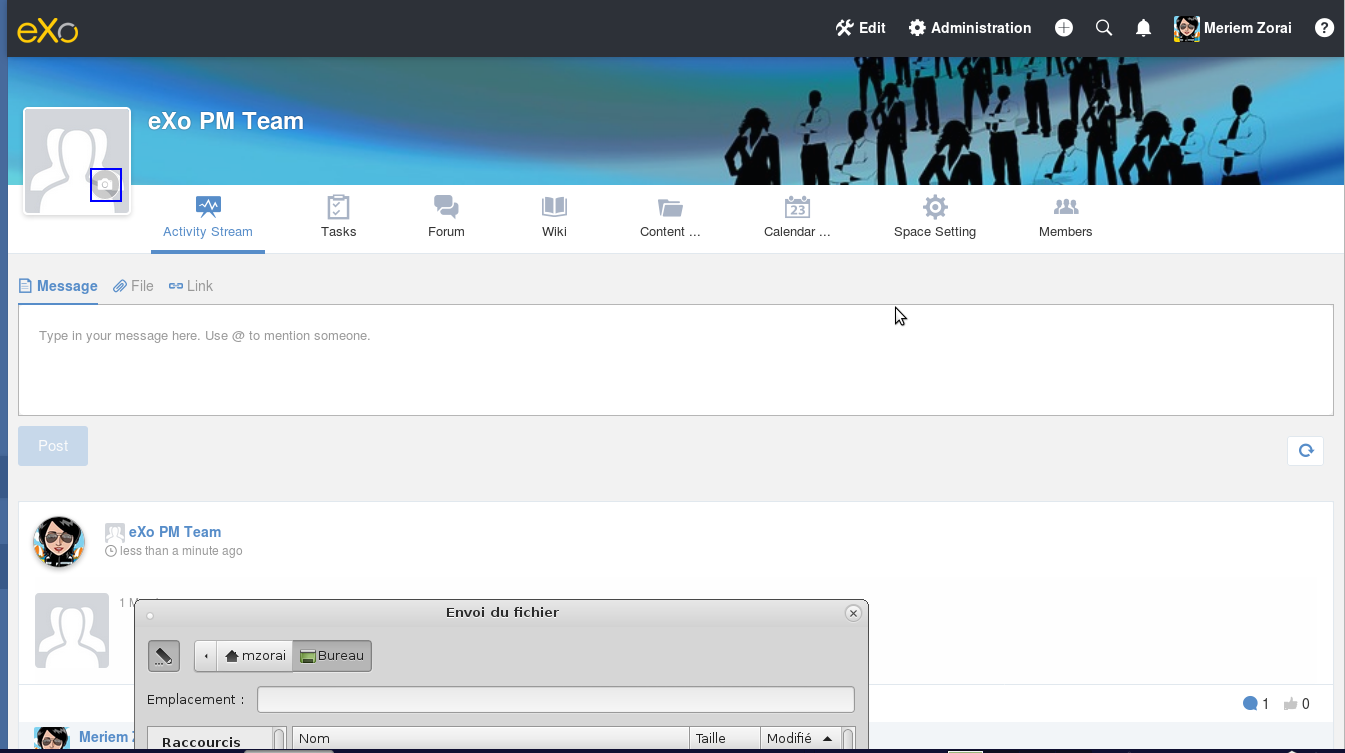 eXo
Edit Administration Meriem Zorai ?
eXo PM Team
23
Activity Stream Tasks Forum Wiki Content ... Calendar ... Space Setting Members
Message File Link
Type in your message here. Use @ to mention someone.
Post
eXo PM Team
less than a minute ago
1 M
Envoi du fichier
mzorai Bureau
Emplacement :
1 0
Meriem
Raccourcis Nom Taille Modifié